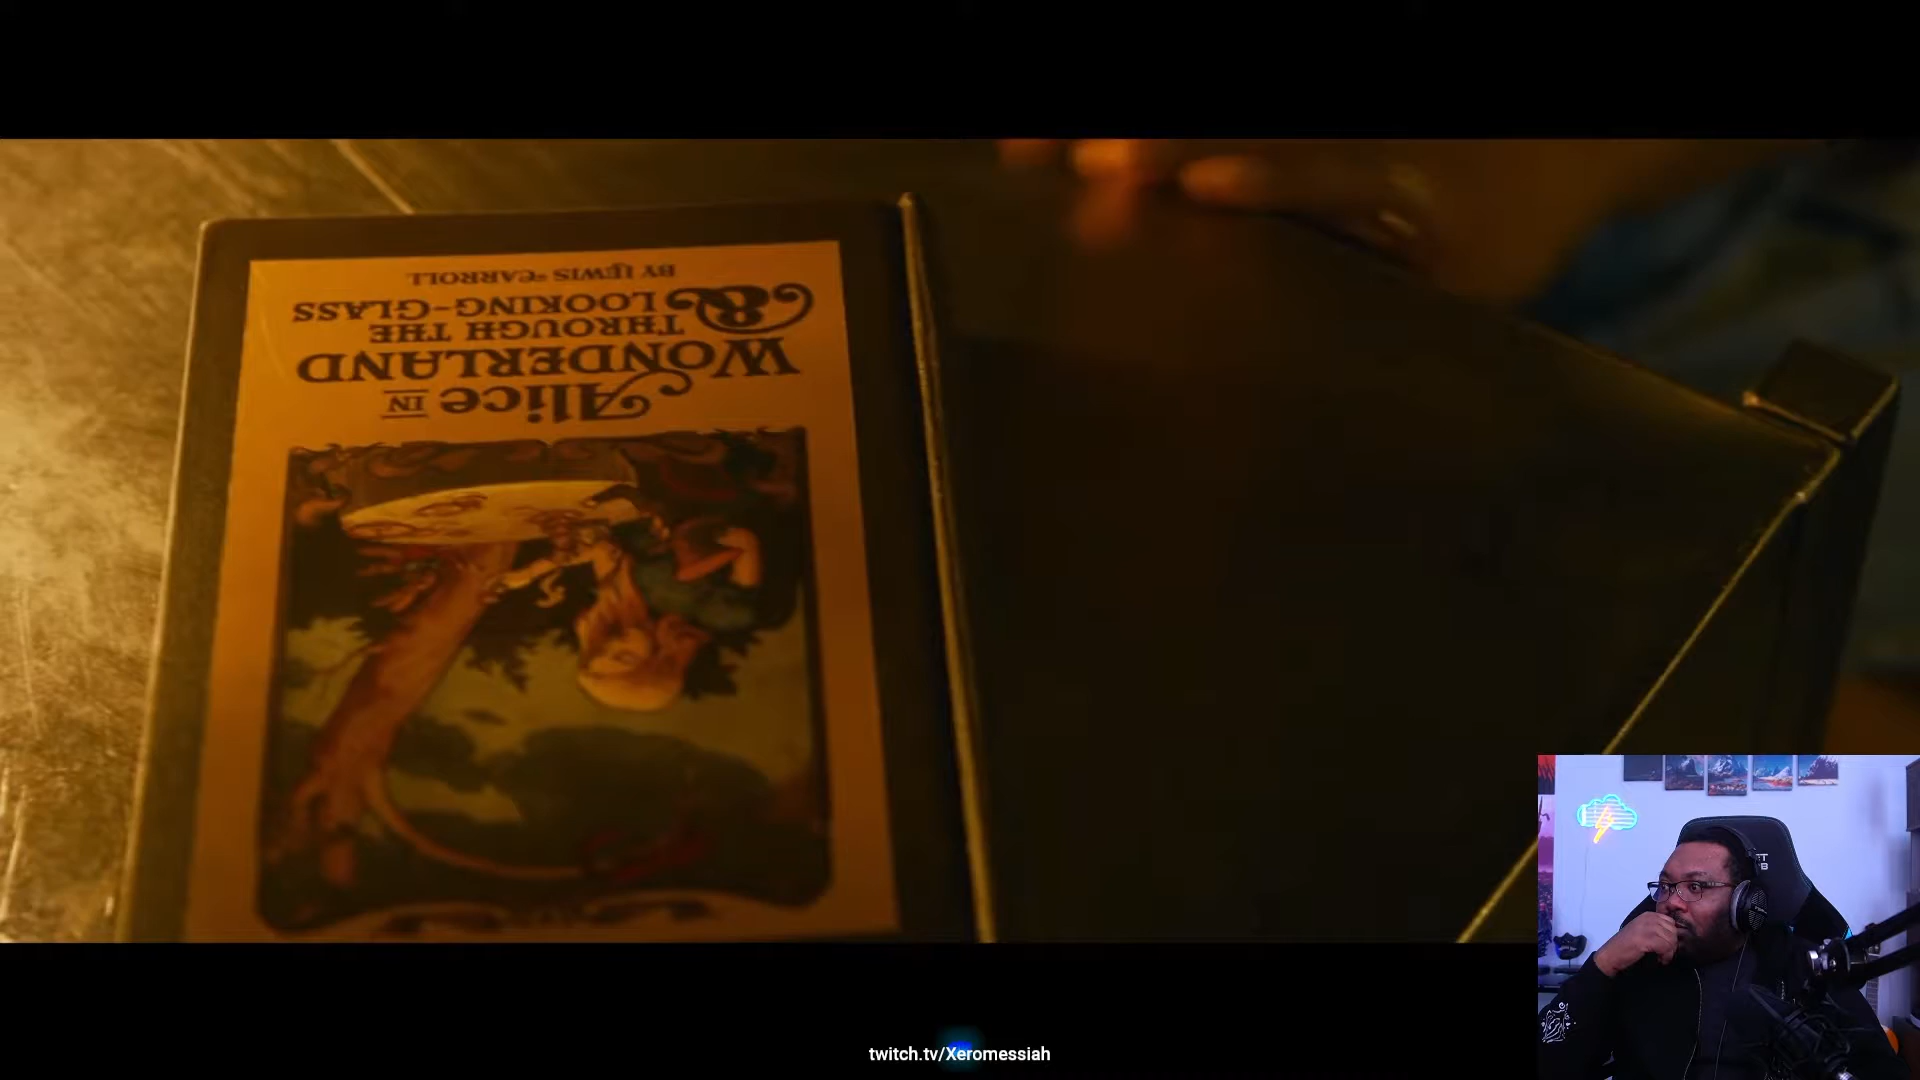 Alice IN
WONDERLAND
& THROUGH THE
LOOKING-GLASS
BY LEWIS CARROLL
twitch.tv/Xeromessiah